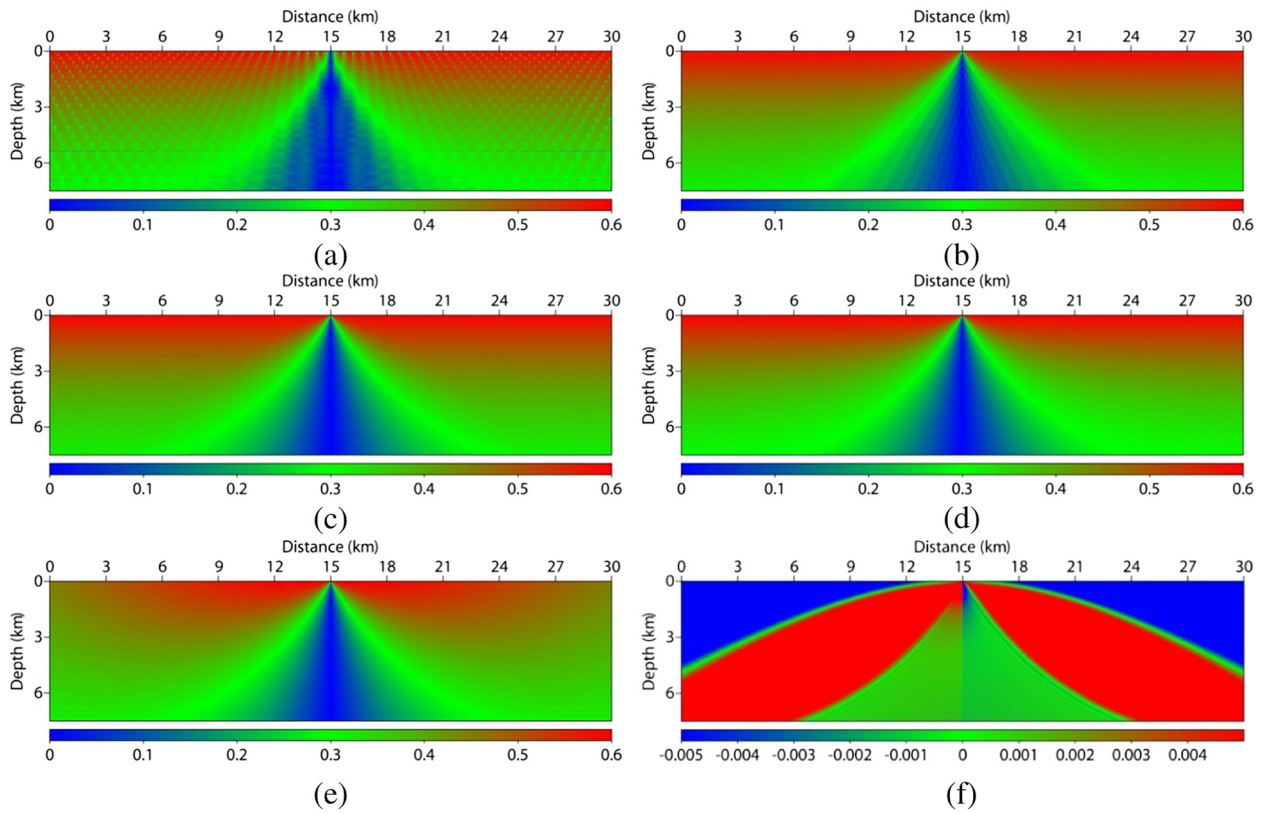 Distance (km) Distance (km)
0 3 6 9 12 15 18 21 24 27 30 0 3 6 9 12 15 18 21 24 27 30
0 0
Depth (km) Depth (km)
3 3
6 6
0 0.1 0.2 0.3 0.4 0.5 0.6 0 0.1 0.2 0.3 0.4 0.5 0.6
(a) (b)
Distance (km) Distance (km)
0 3 6 9 12 15 18 21 24 27 30 0 3 6 9 12 15 18 21 24 27 30
0 0
Depth (km) Depth (km)
3 3
6 6
0 0.1 0.2 0.3 0.4 0.5 0.6 0 0.1 0.2 0.3 0.4 0.5 0.6
(c) (d)
Distance (km) Distance (km)
0 3 6 9 12 15 18 21 24 27 30 0 3 6 9 12 15 18 21 24 27 30
0 0
Depth (km) Depth (km)
3 3
6 6
0 0.1 0.2 0.3 0.4 0.5 0.6 -0.005 -0.004 -0.003 -0.002 -0.001 0 0.001 0.002 0.003 0.004
(e) (f)